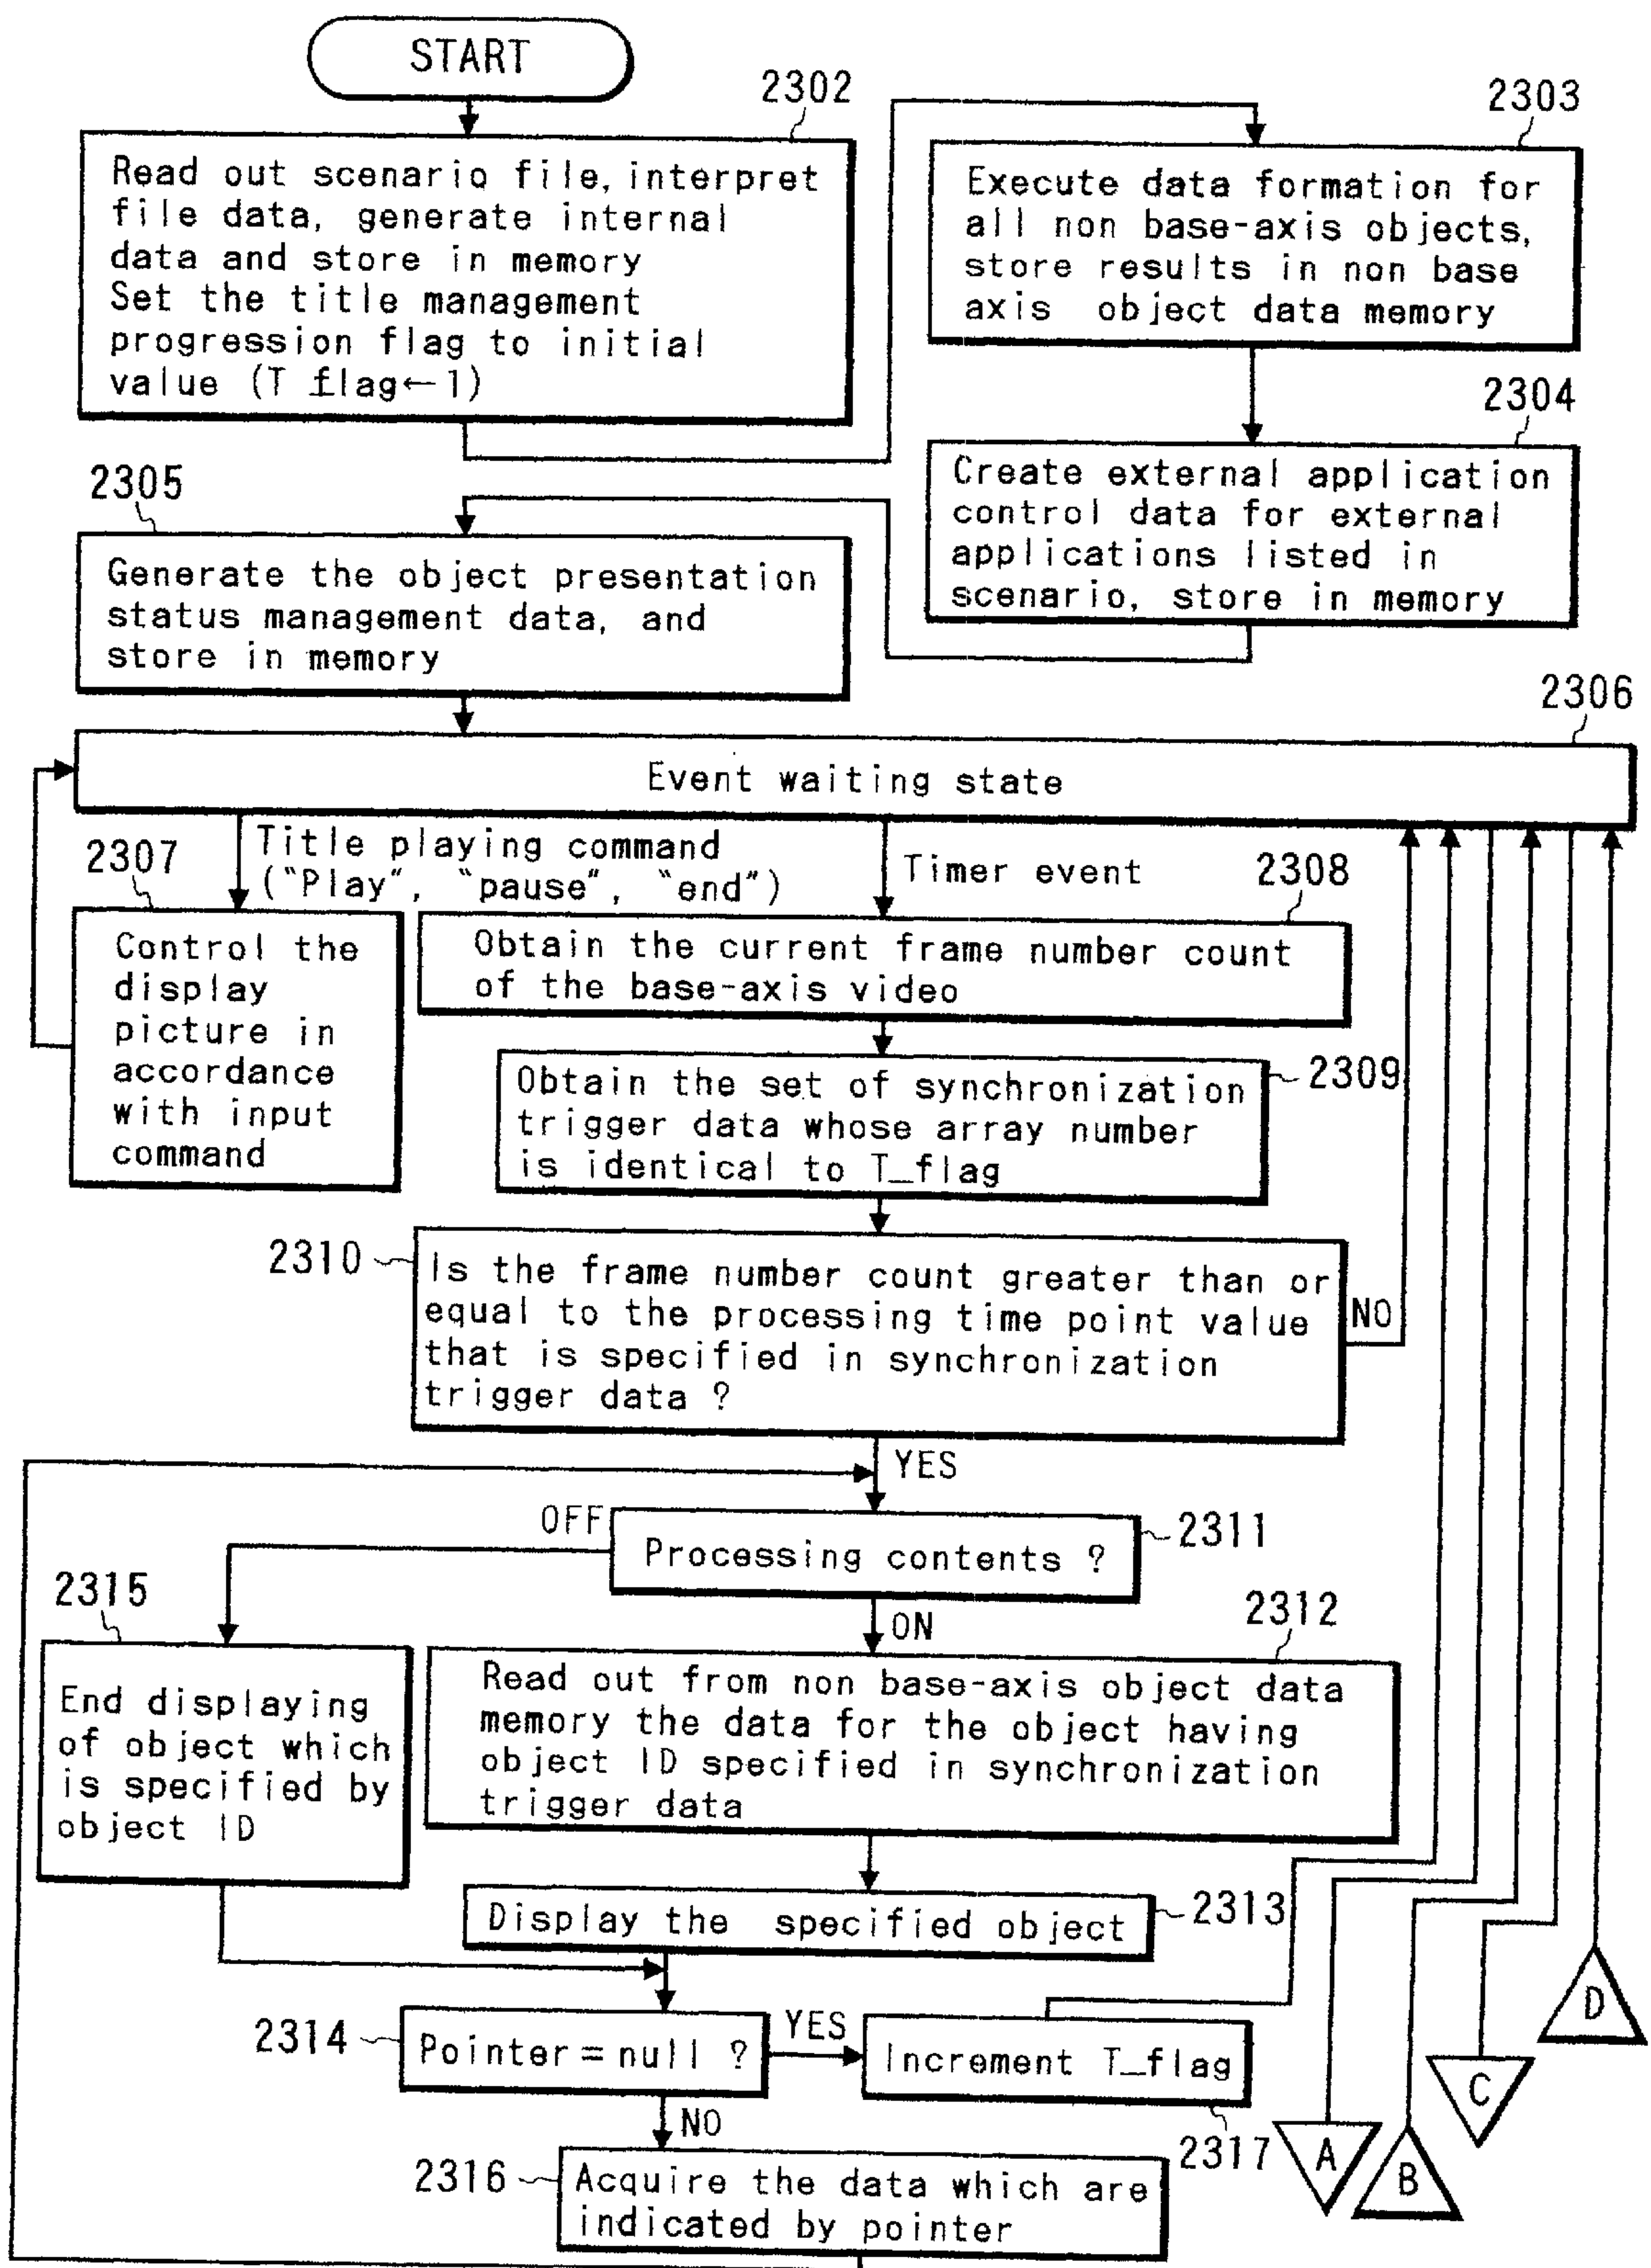 START
2302
Read out scenario file, interpret
file data, generate internal
data and store in memory
Set the title management
progression flag to initial
value (T flag←1)
2303
Execute data formation for
all non base-axis objects,
store results in non base
axis object data memory
2304
Create external application
control data for external
applications listed in
scenario, store in memory
2305
Generate the object presentation
status management data, and
store in memory
2306
Event waiting state
2307
Title playing command
("Play", "pause", "end")
Control the
display
picture in
accordance
with input
command
Timer event
2308
Obtain the current frame number count
of the base-axis video
2309
Obtain the set of synchronization
trigger data whose array number
is identical to T_flag
2310
Is the frame number count greater than or
equal to the processing time point value
that is specified in synchronization
trigger data ?
NO
YES
OFF
2311
Processing contents ?
ON
2315
End displaying
of object which
is specified by
object ID
2312
Read out from non base-axis object data
memory the data for the object having
object ID specified in synchronization
trigger data
2313
Display the specified object
2314
Pointer=null ?
YES
Increment T_flag
2317
NO
2316
Acquire the data which are
indicated by pointer
A
B
C
D